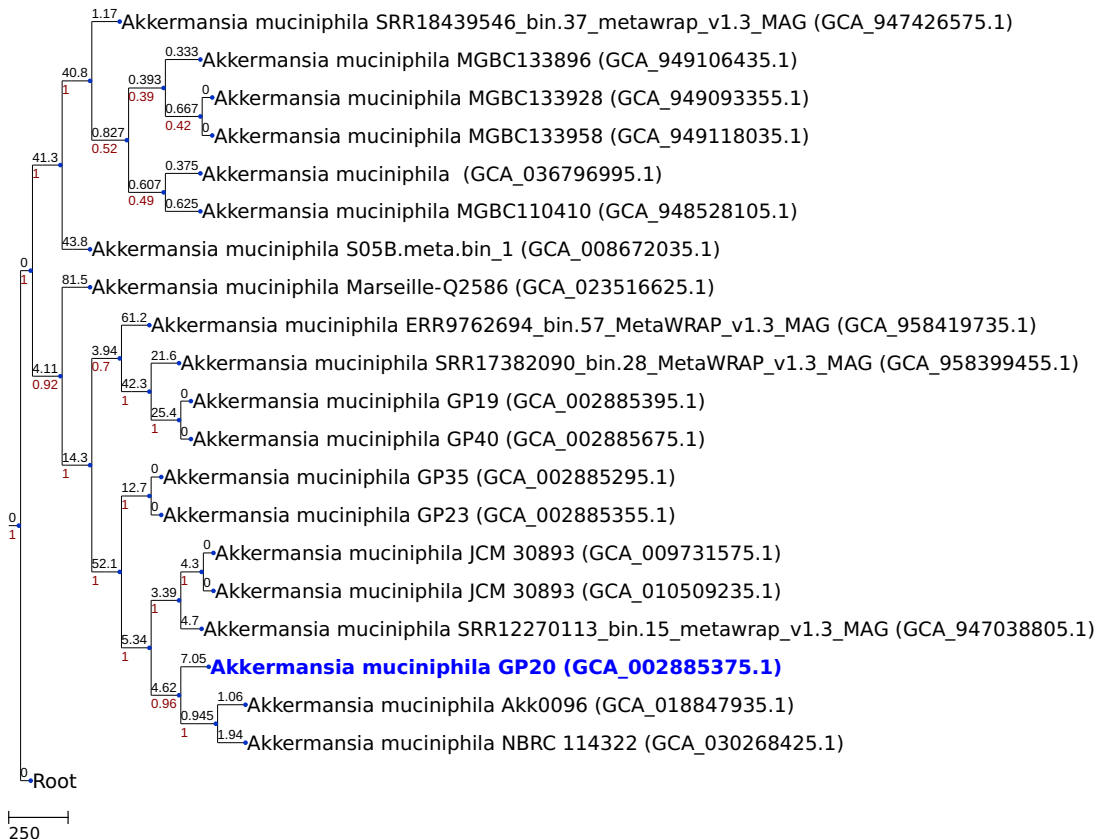 1.17
Akkermansia muciniphila SRR18439546_bin.37_metawrap_v1.3_MAG (GCA_947426575.1)
0.333
Akkermansia muciniphila MGBC133896 (GCA_949106435.1)
40.8
1
0.393
0.39
0
Akkermansia muciniphila MGBC133928 (GCA_949093355.1)
0.667
0.42
0
Akkermansia muciniphila MGBC133958 (GCA_949118035.1)
0.827
0.52
41.3
1
0.375
Akkermansia muciniphila (GCA_036796995.1)
0.607
0.49
0.625
Akkermansia muciniphila MGBC110410 (GCA_948528105.1)
43.8
Akkermansia muciniphila S05B.meta.bin_1 (GCA_008672035.1)
0
1
81.5
Akkermansia muciniphila Marseille-Q2586 (GCA_023516625.1)
61.2
Akkermansia muciniphila ERR9762694_bin.57_MetaWRAP_v1.3_MAG (GCA_958419735.1)
3.94
0.7
21.6
Akkermansia muciniphila SRR17382090_bin.28_MetaWRAP_v1.3_MAG (GCA_958399455.1)
4.11
0.92
42.3
1
0
Akkermansia muciniphila GP19 (GCA_002885395.1)
25.4
1
0
Akkermansia muciniphila GP40 (GCA_002885675.1)
14.3
1
0
Akkermansia muciniphila GP35 (GCA_002885295.1)
12.7
1
0
Akkermansia muciniphila GP23 (GCA_002885355.1)
0
1
0
Akkermansia muciniphila JCM 30893 (GCA_009731575.1)
52.1
1
4.3
1
0
Akkermansia muciniphila JCM 30893 (GCA_010509235.1)
3.39
1
4.7
Akkermansia muciniphila SRR12270113_bin.15_metawrap_v1.3_MAG (GCA_947038805.1)
5.34
1
7.05
Akkermansia muciniphila GP20 (GCA_002885375.1)
4.62
0.96
1.06
Akkermansia muciniphila Akk0096 (GCA_018847935.1)
0.945
1
1.94
Akkermansia muciniphila NBRC 114322 (GCA_030268425.1)
0
Root
250